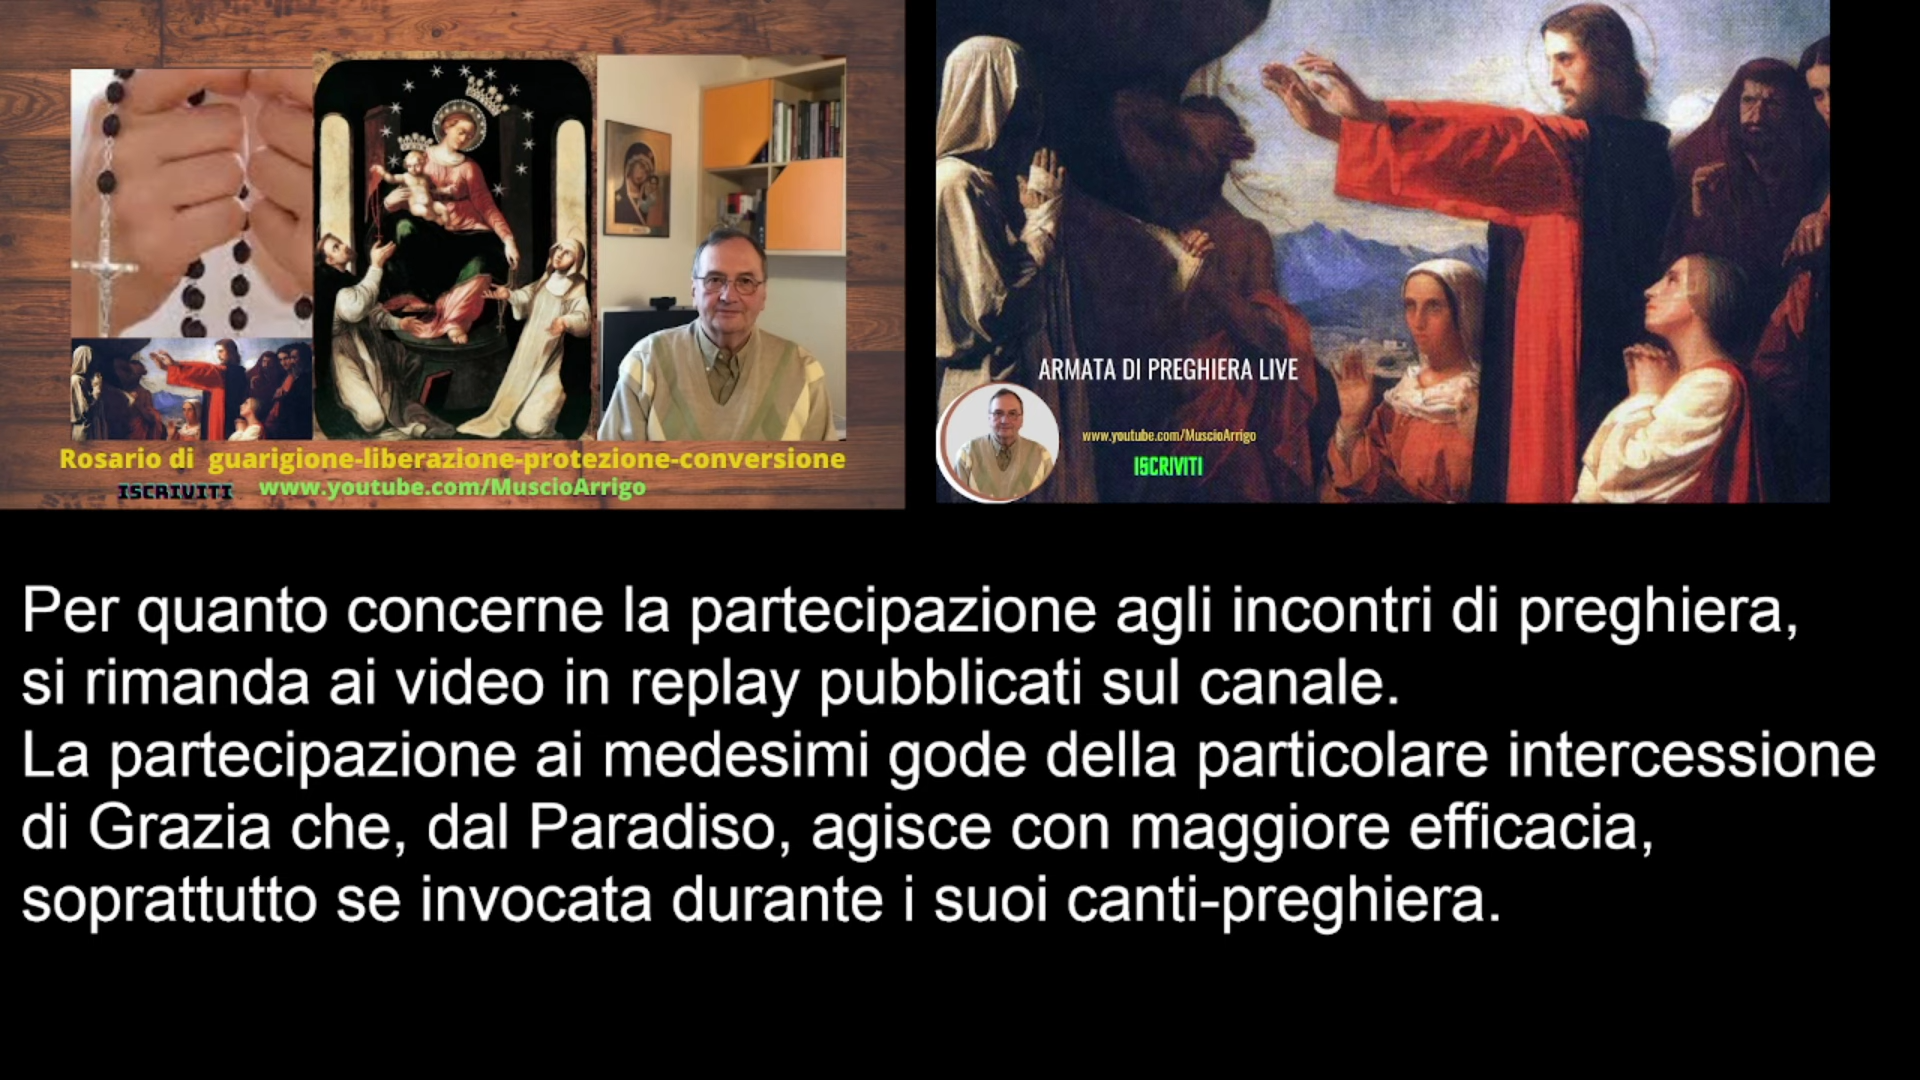 Rosario di guarigione-liberazione-protezione-conversione
ISCRIVITI www.youtube.com/MuscioArrigo
ARMATA DI PREGHIERA LIVE
www.youtube.com/MuscioArrigo
ISCRIVITI
Per quanto concerne la partecipazione agli incontri di preghiera,
si rimanda ai video in replay pubblicati sul canale.
La partecipazione ai medesimi gode della particolare intercessione
di Grazia che, dal Paradiso, agisce con maggiore efficacia,
soprattutto se invocata durante i suoi canti-preghiera.